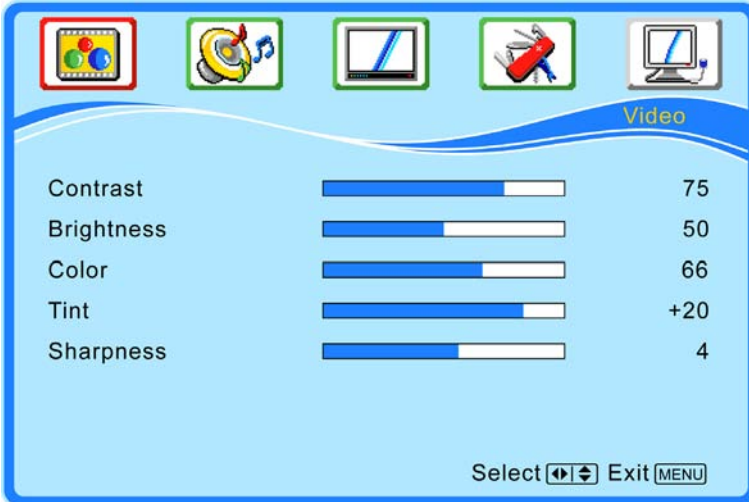 Video
Contrast 75
Brightness 50
Color 66
Tint +20
Sharpness 4
Select Exit MENU